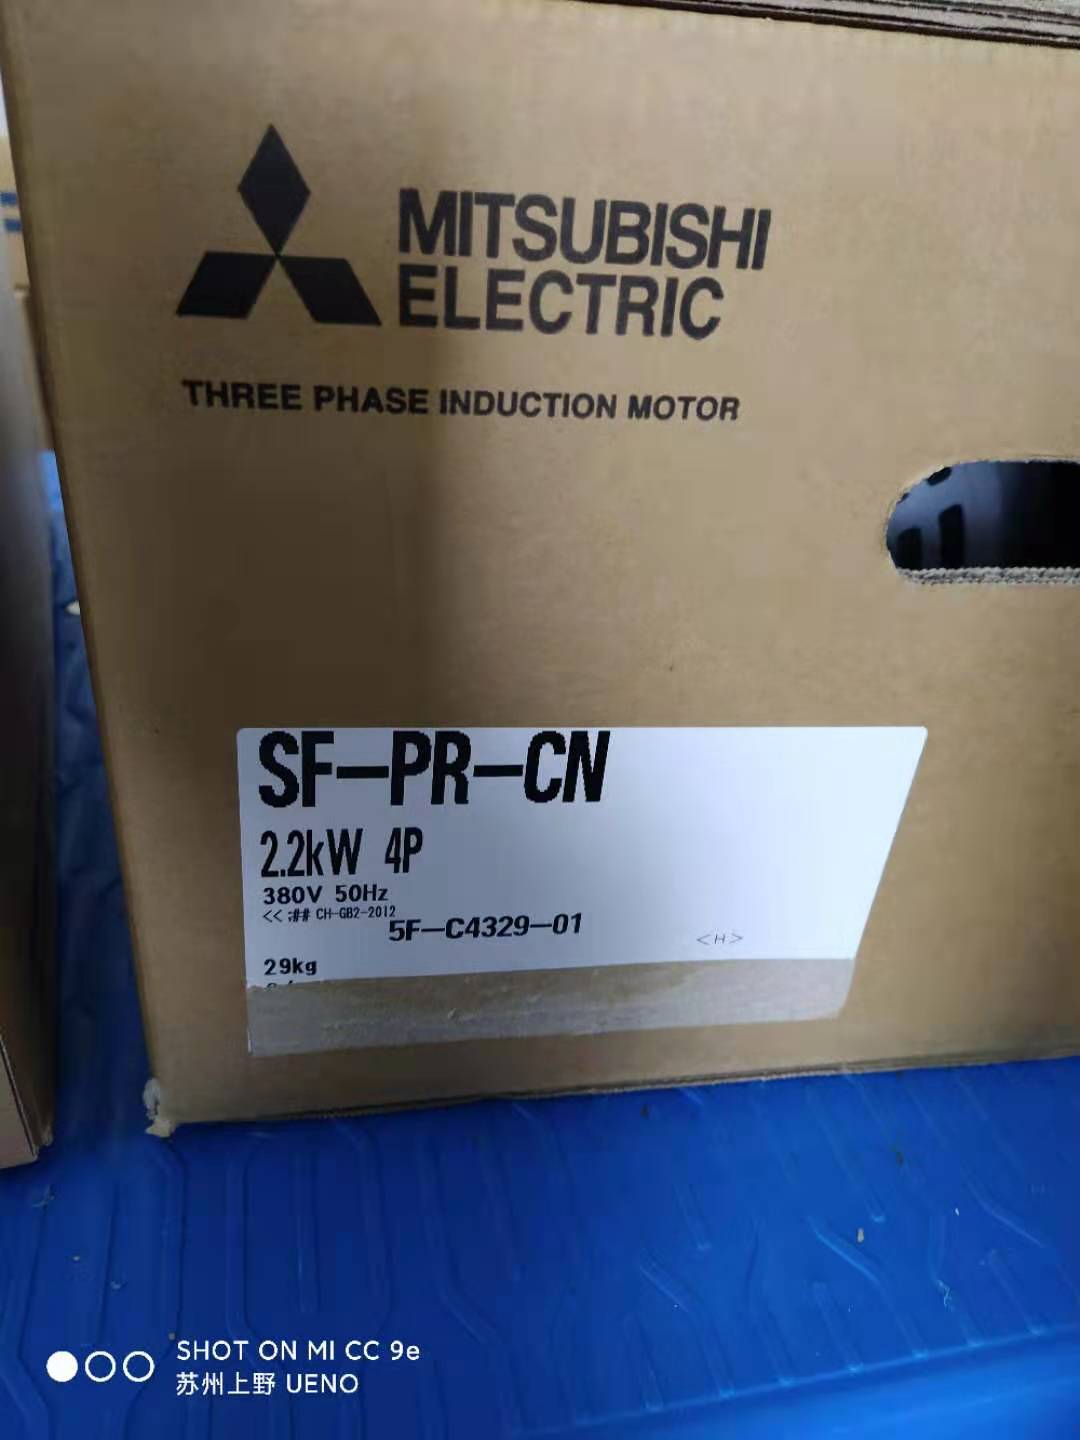 MITSUBISHI
ELECTRIC
THREE PHASE INDUCTION MOTOR
SF-PR-CN
2.2kW 4P
380V 50Hz
<< ;## CH-GB2-2012
5F-C4329-01
<H>
29kg
SHOT ON MI CC 9e
苏州上野 UENO